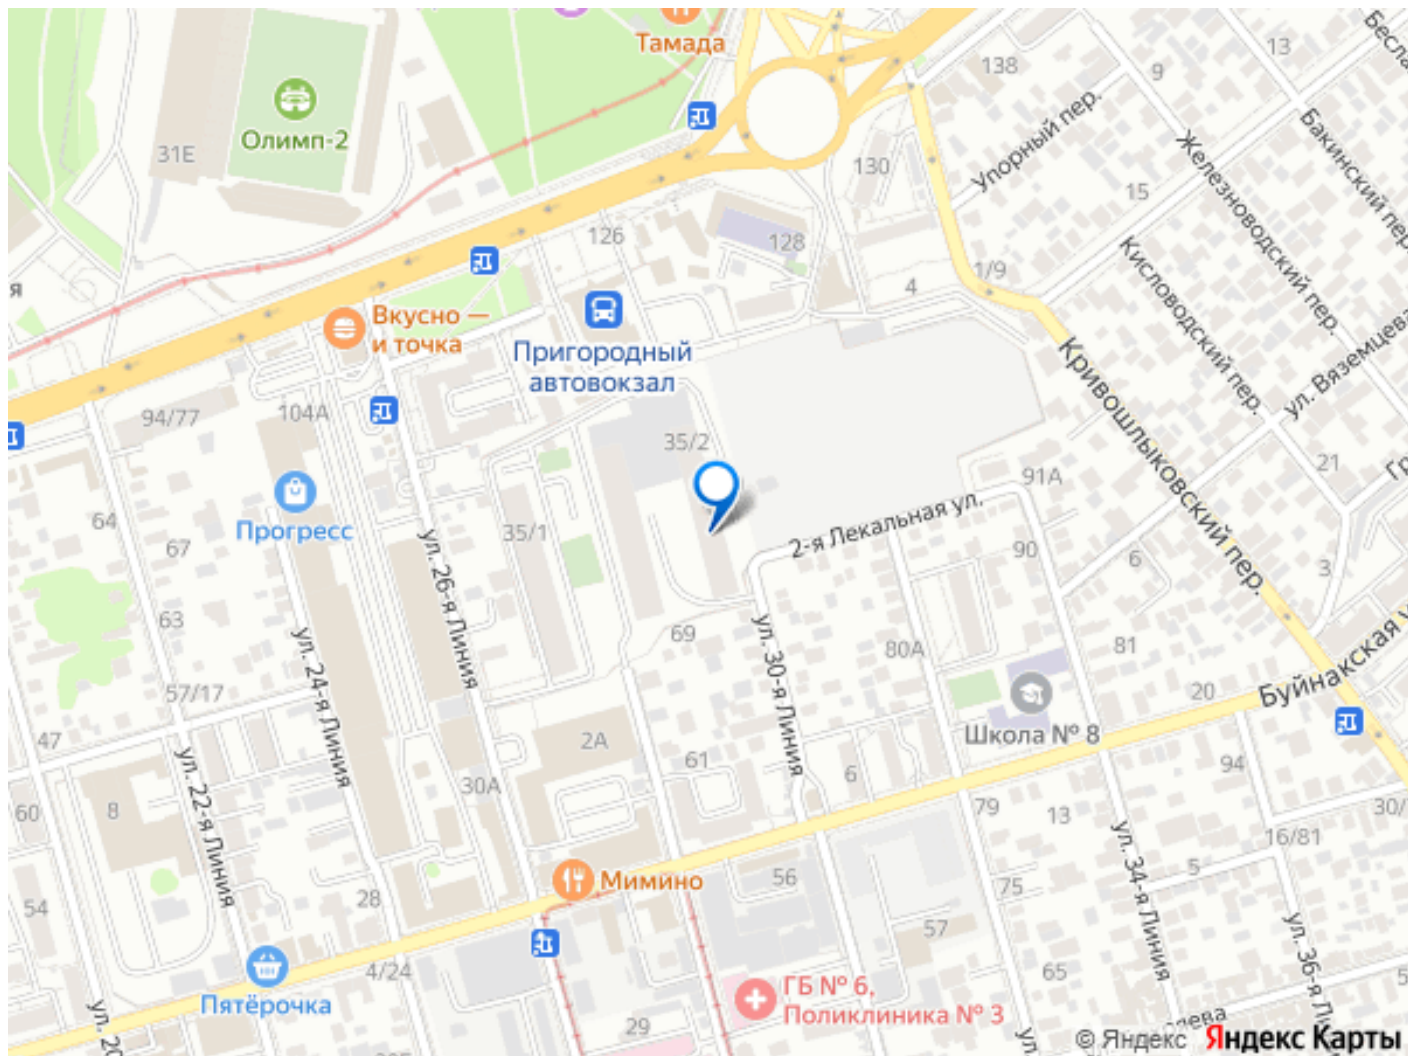 Тамада
13
138
9
Бакинский пер.
Олимп-2
31Е
Упорный пер.
Железноводский пер.
130
15
126
128
Кисловодский пер.
1/9
4
я
Вкусно —
и точка
Пригородный
автовокзал
Кривошлыковский пер.
ул. Вяземцева
94/77
104А
35/2
21
91А
Прогресс
2-я Лекальная ул.
64
67
35/1
ул. 26-я Линия
90
6
3
63
69
ул. 24-я Линия
ул. 30-я Линия
80А
81
57/17
20
Буйнакская
47
2А
Школа № 8
61
6
94
ул. 22-я Линия
30А
60
8
79
13
30/
16/81
ул. 34-я Линия
5
Мимино
56
75
28
54
57
ул. 36-я Ли
4/24
65
5
Пятёрочка
ГБ № 6,
Поликлиника № 3
ул. 20
29
ул.
© Яндекс Яндекс Карты